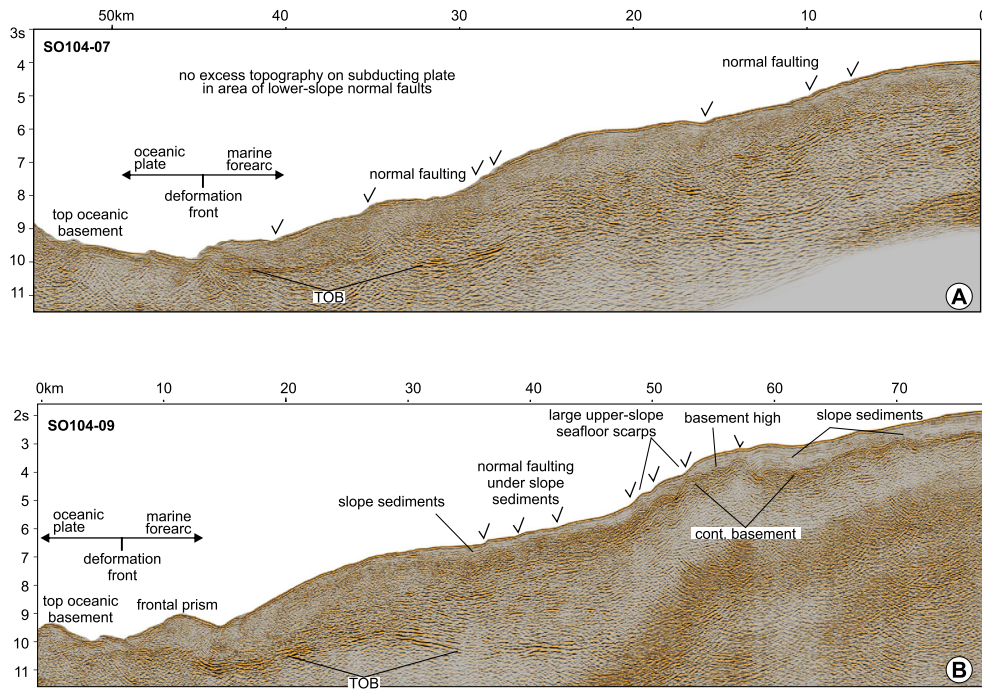 50km 40 30 20 10 0
3s
SO104-07
no excess topography on subducting plate
in area of lower-slope normal faults
normal faulting
4
5
6
7
8
9
10
11
oceanic
plate
marine
forearc
deformation
front
normal faulting
top oceanic
basement
TOB
A
0km 10 20 30 40 50 60 70
2s
SO104-09
3
4
5
6
7
8
9
10
11
large upper-slope
seafloor scarps
basement high
slope sediments
normal faulting
under slope
sediments
slope sediments
cont. basement
oceanic
plate
marine
forearc
deformation
front
top oceanic
basement
frontal prism
TOB
B